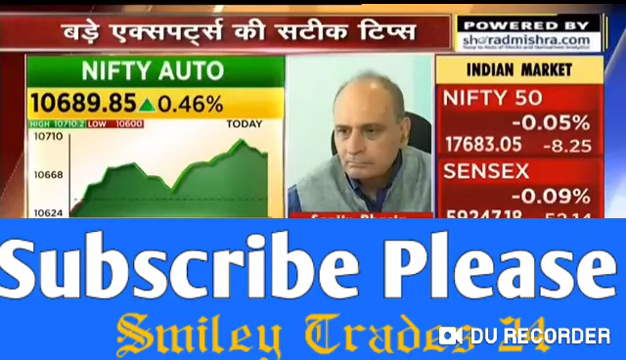 बड़े एक्सपर्ट्स की सटीक टिप्स
POWERED BY
sharadmishra.com
NIFTY AUTO
10689.85 ▲ 0.46%
HIGH 10710.2 LOW 10600
TODAY
10710
10668
10624
INDIAN MARKET
NIFTY 50
-0.05%
17683.05 -8.25
SENSEX
-0.09%
Subscribe Please
Smiley Trades 24
DU RECORDER